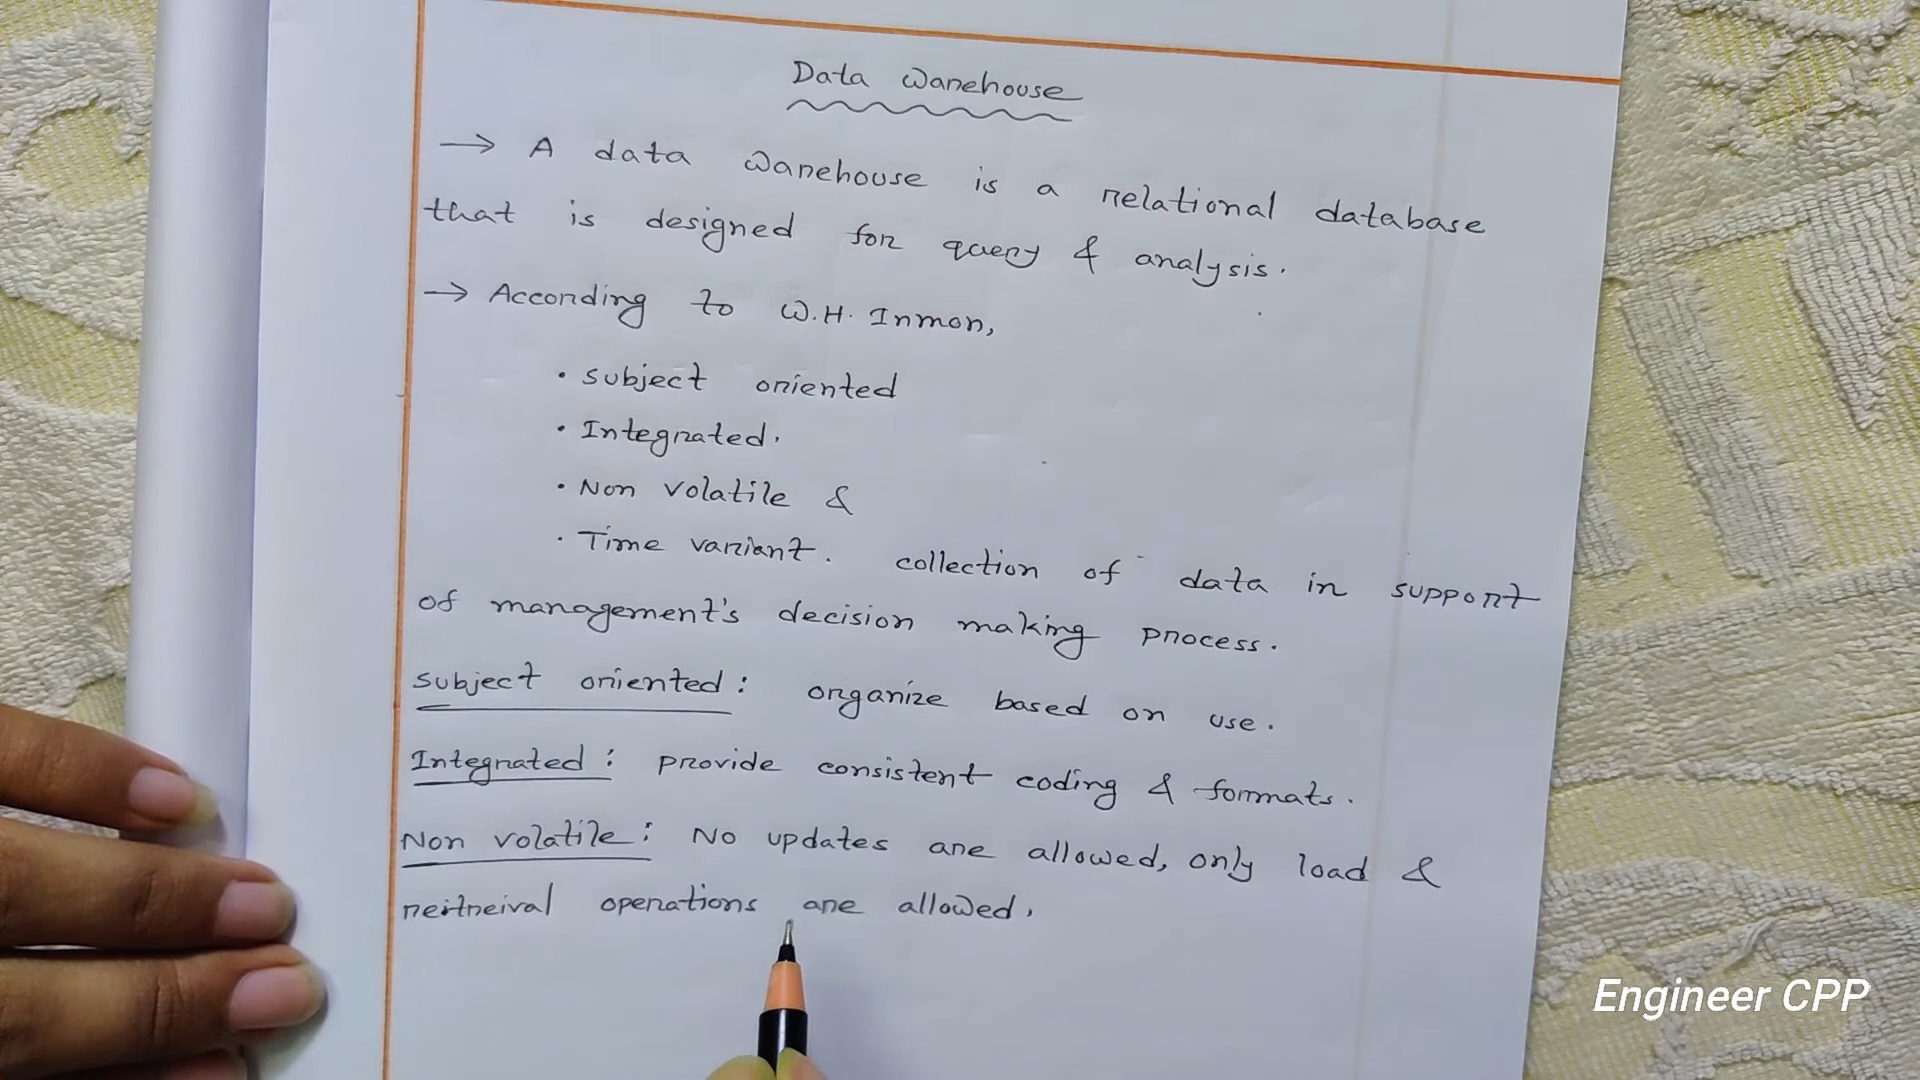 Data Warehouse
→ A data warehouse is a relational database
that is designed for query & analysis.
→ According to W.H. Inmon,
• subject oriented
• Integrated.
• Non volatile &
• Time variant. collection of data in support
of management's decision making process.
subject oriented: organize based on use.
Integrated: provide consistent coding & formats.
Non volatile: No updates are allowed, only load &
reitreival operations are allowed.
Engineer CPP